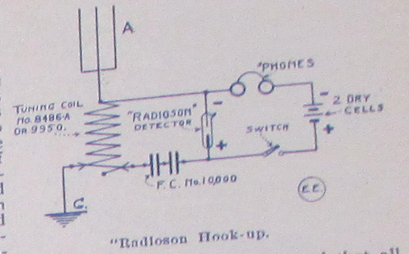 A
"PHONES
TUNING COIL
No. 8486-A
OR 9950.
"RADIOSON"
DETECTOR
-
+
-
2 DRY
CELLS
+
SWITCH
F.C. No.10,000
G.
E.E.
"Radioson Hook-up.